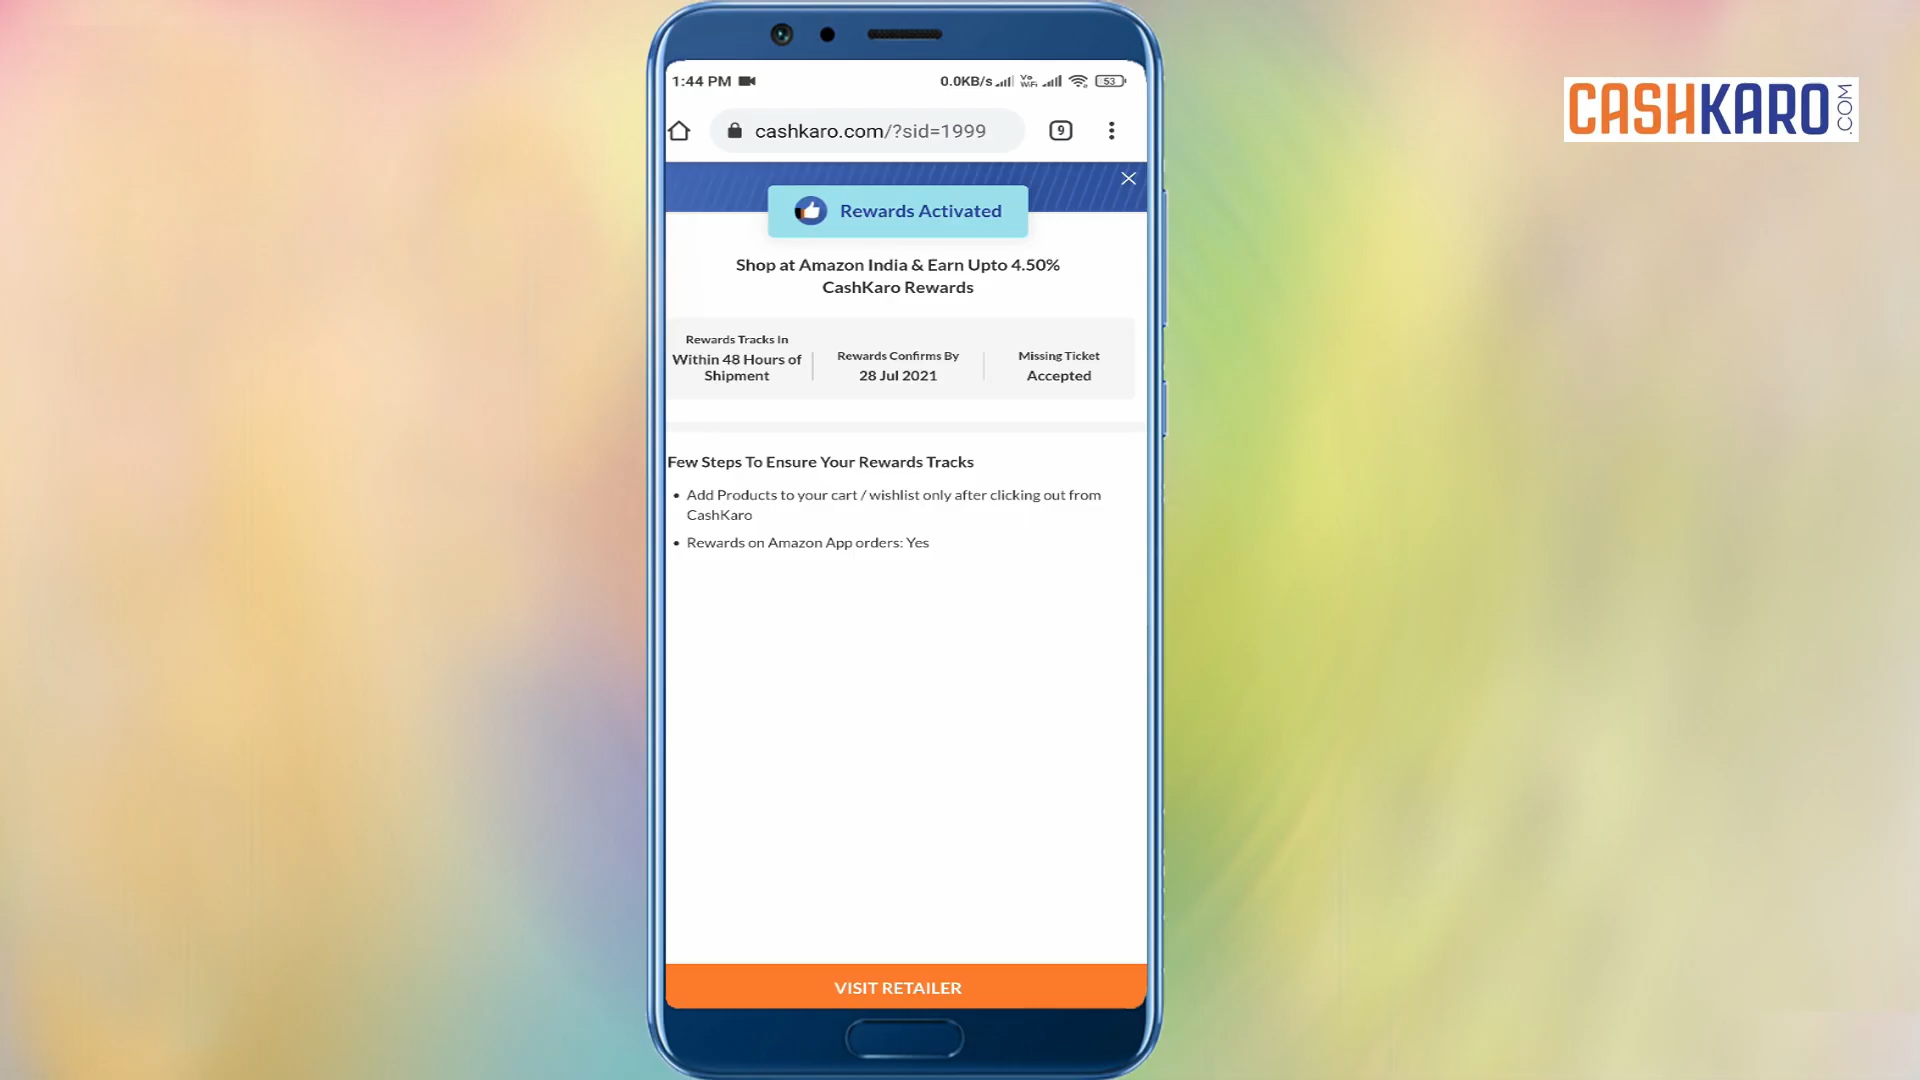 1:44 PM
0.0KB/s
Vo
WiFi
53
cashkaro.com/?sid=1999
9
CASHKARO.COM
Rewards Activated
Shop at Amazon India & Earn Upto 4.50%
CashKaro Rewards
Rewards Tracks In
Within 48 Hours of
Shipment
Rewards Confirms By
28 Jul 2021
Missing Ticket
Accepted
Few Steps To Ensure Your Rewards Tracks
• Add Products to your cart / wishlist only after clicking out from
CashKaro
• Rewards on Amazon App orders: Yes
VISIT RETAILER